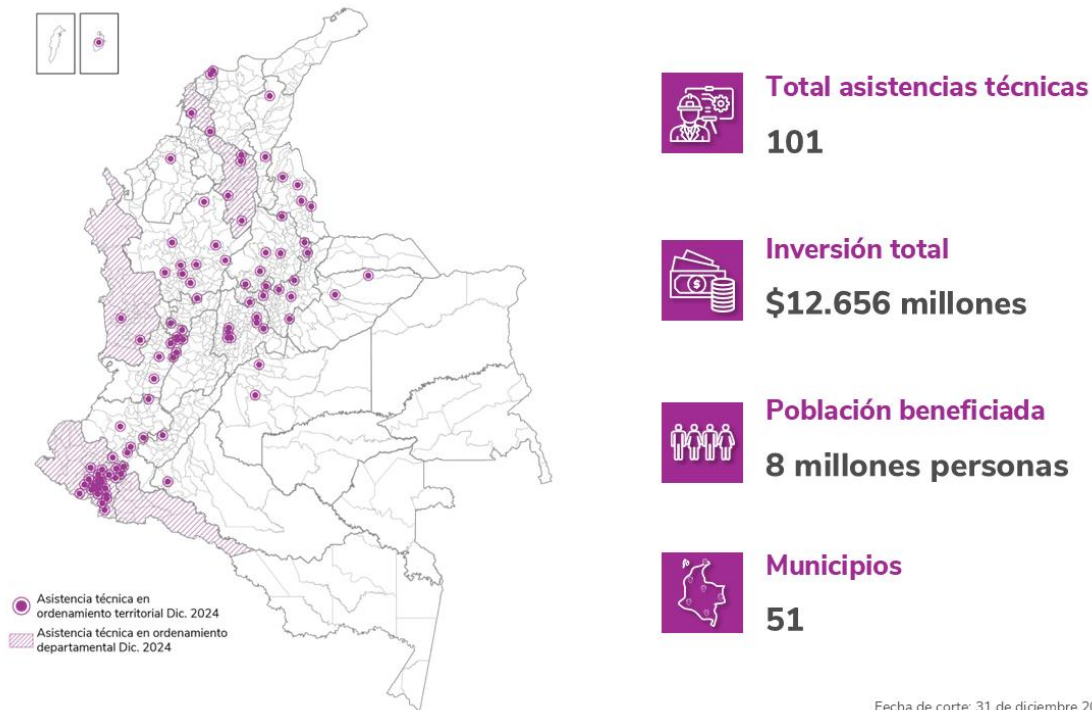 Total asistencias técnicas
101
Inversión total
$12.656 millones
Población beneficiada
8 millones personas
Municipios
51
Asistencia técnica en
ordenamiento territorial Dic. 2024
Asistencia técnica en ordenamiento
departamental Dic. 2024
Fecha de corte: 31 de diciembre